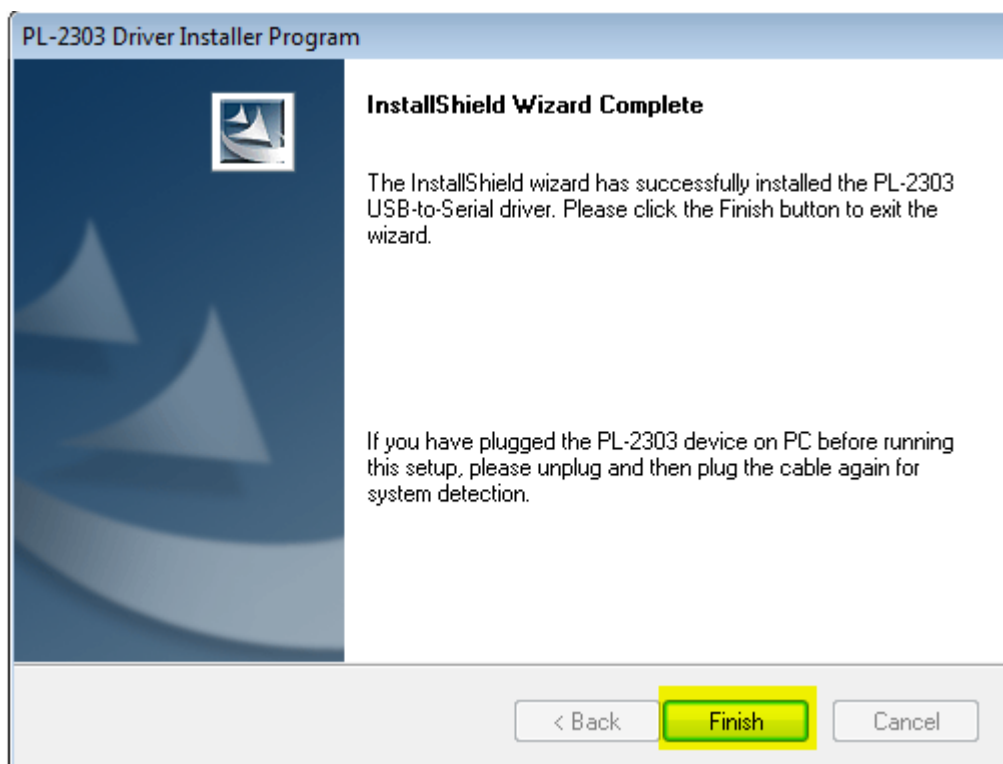 PL-2303 Driver Installer Program
InstallShield Wizard Complete
The InstallShield wizard has successfully installed the PL-2303
USB-to-Serial driver. Please click the Finish button to exit the
wizard.
If you have plugged the PL-2303 device on PC before running
this setup, please unplug and then plug the cable again for
system detection.
< Back
Finish
Cancel